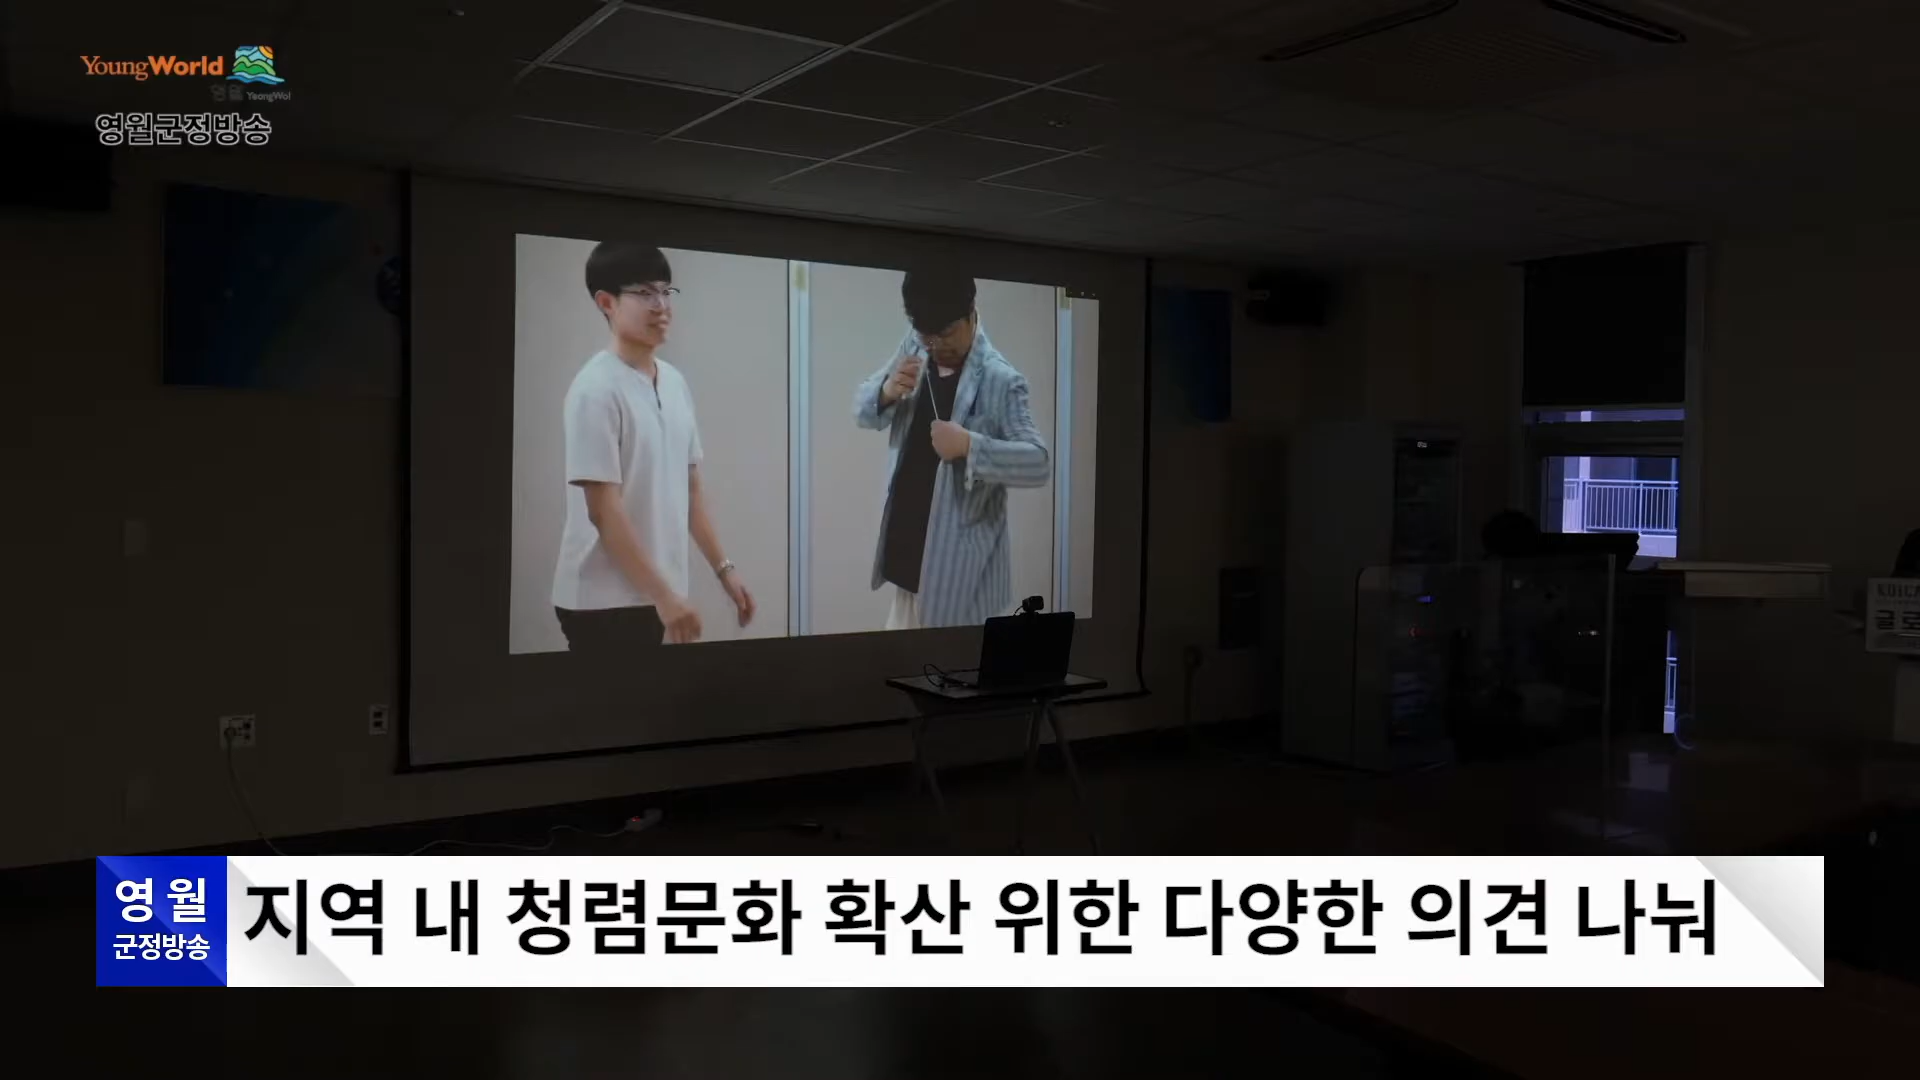 YoungWorld
영월 YeongWol
영월군정방송
영월
군정방송
지역 내 청렴문화 확산 위한 다양한 의견 나눠